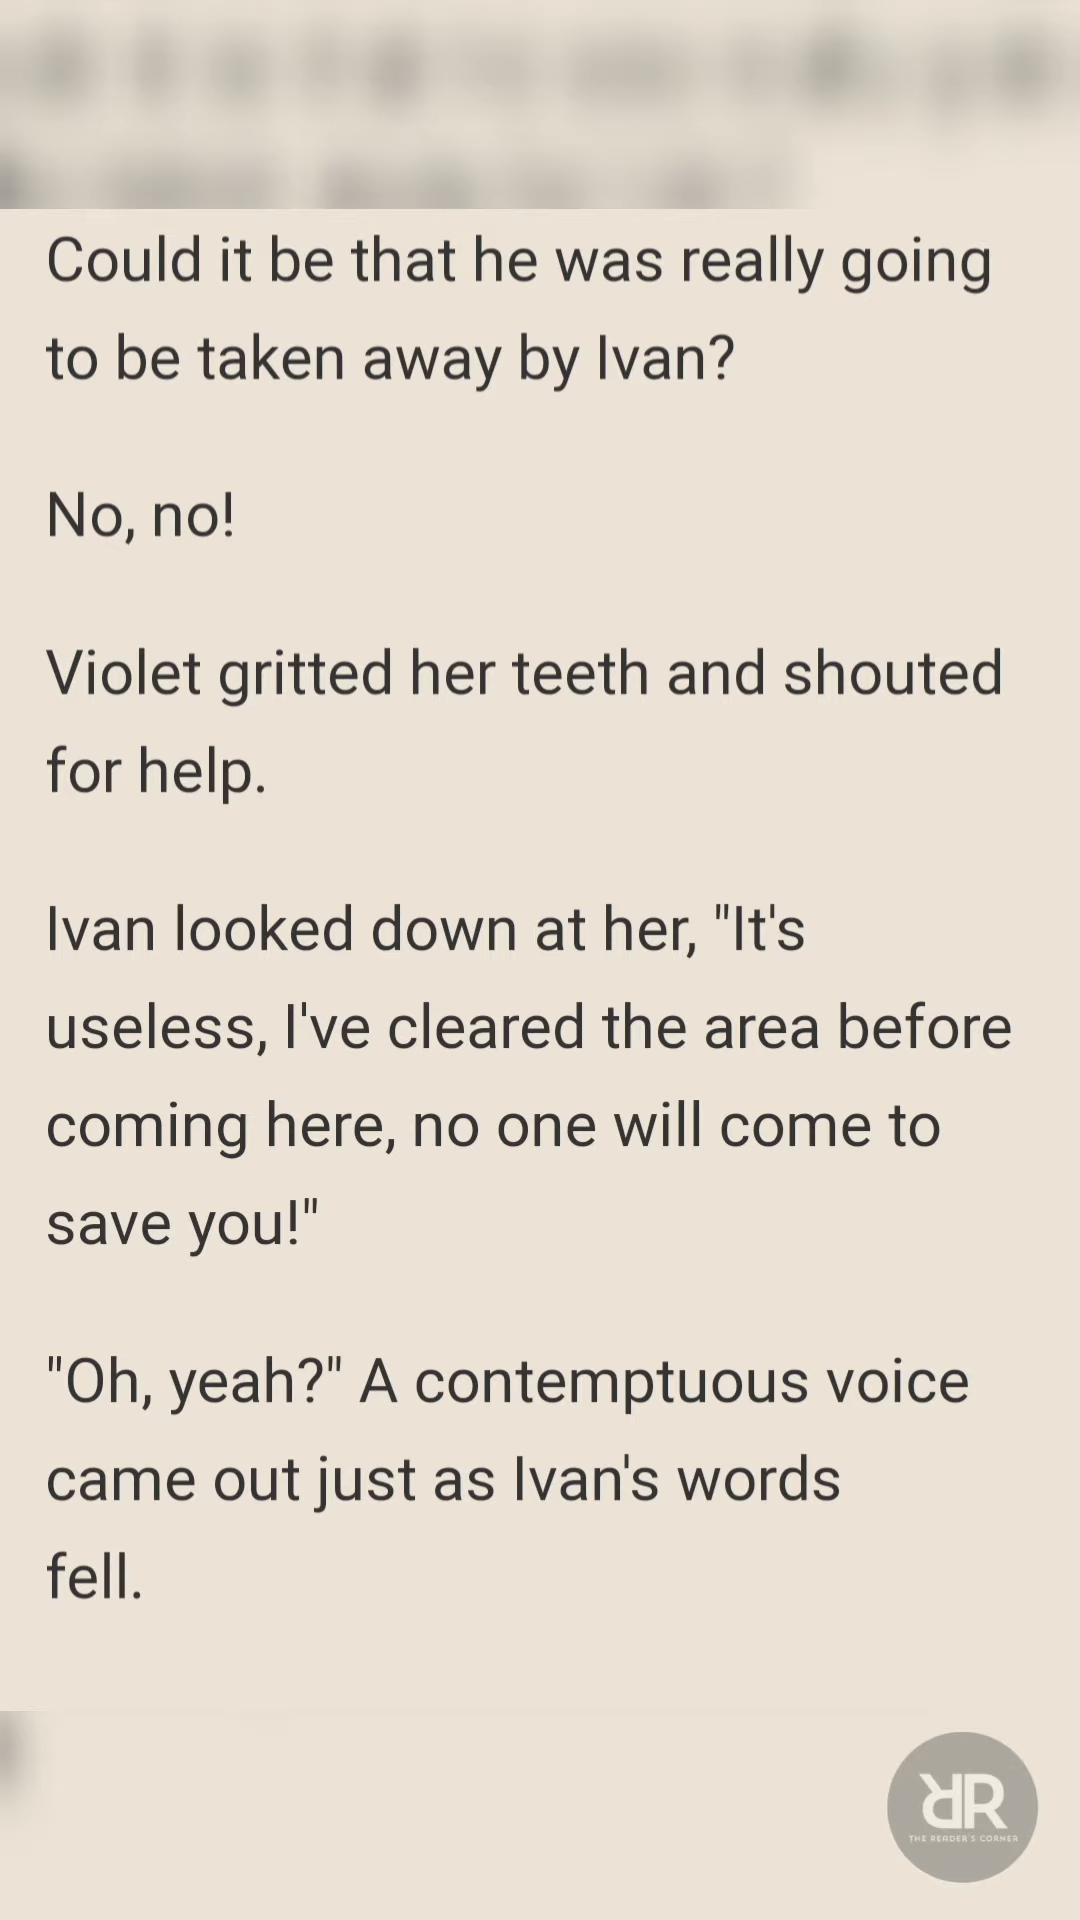 Could it be that he was really going
to be taken away by Ivan?
No, no!
Violet gritted her teeth and shouted
for help.
Ivan looked down at her, "It's
useless, I've cleared the area before
coming here, no one will come to
save you!"
"Oh, yeah?" A contemptuous voice
came out just as Ivan's words
fell.
RR
THE READER'S CORNER